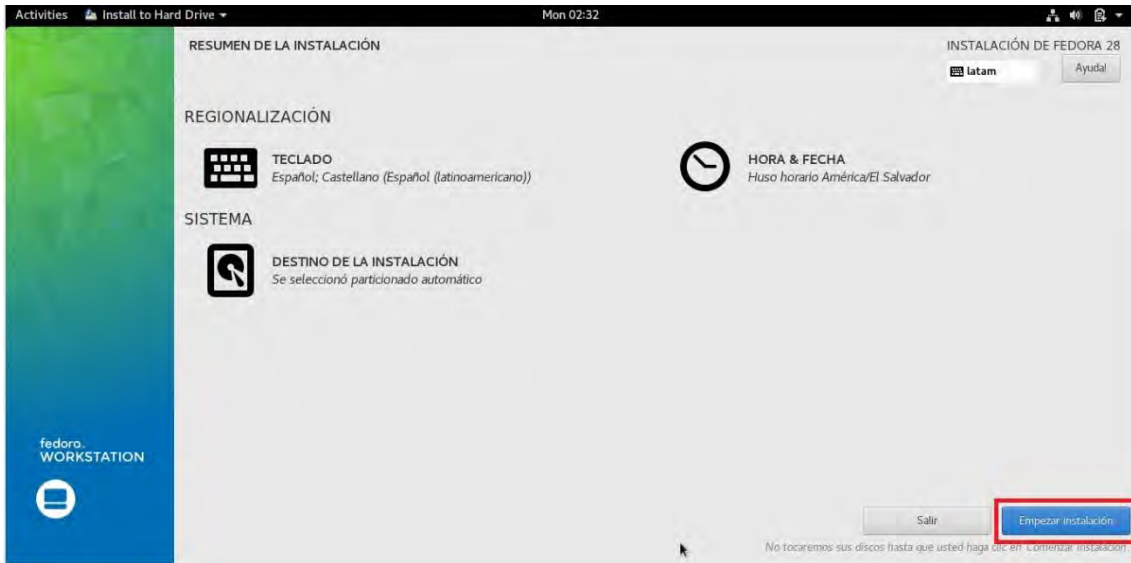 Activities Install to Hard Drive Mon 02:32
RESUMEN DE LA INSTALACIÓN
INSTALACIÓN DE FEDORA 28
latam
Ayuda!
REGIONALIZACIÓN
TECLADO
Español; Castellano (Español (latinoamericano))
HORA & FECHA
Huso horario América/El Salvador
SISTEMA
DESTINO DE LA INSTALACIÓN
Se seleccionó particionado automático
fedora.
WORKSTATION
Salir
Empezar instalación
No tocaremos sus discos hasta que usted haga clic en 'Comenzar instalación'.